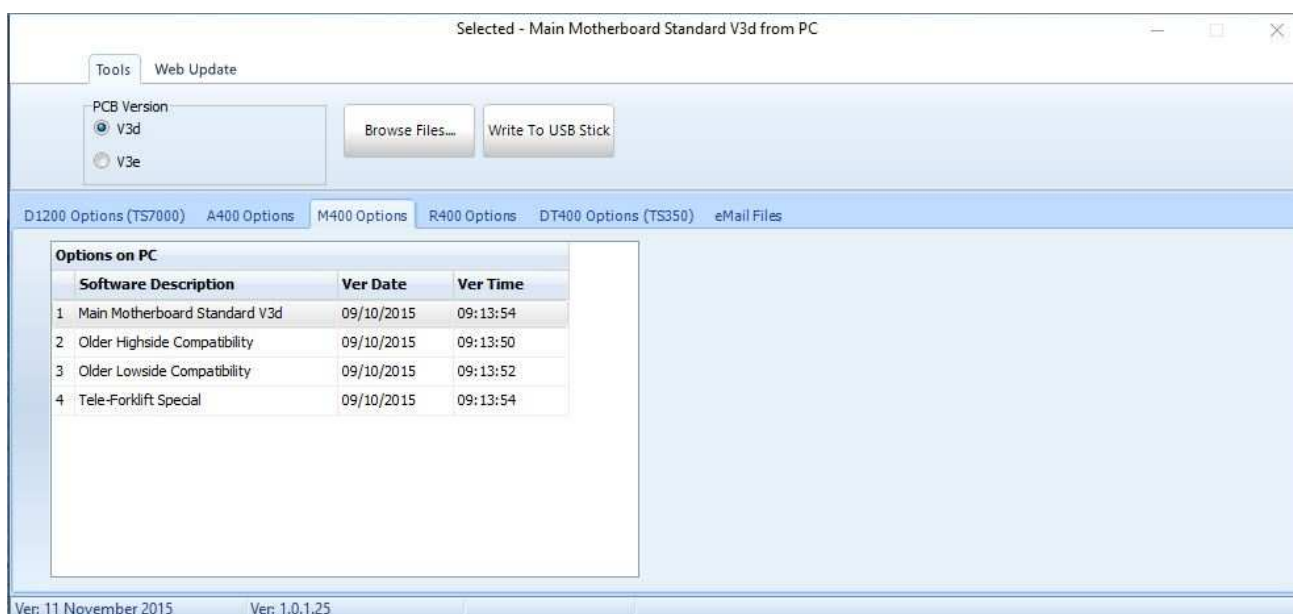 Selected - Main Motherboard Standard V3d from PC
Tools Web Update
PCB Version
V3d
V3e
Browse Files.... Write To USB Stick
D1200 Options (TS7000) A400 Options M400 Options R400 Options DT400 Options (TS350) eMail Files
Options on PC
Software Description Ver Date Ver Time
1 Main Motherboard Standard V3d 09/10/2015 09:13:54
2 Older Highside Compatibility 09/10/2015 09:13:50
3 Older Lowside Compatibility 09/10/2015 09:13:52
4 Tele-Forklift Special 09/10/2015 09:13:54
Ver: 11 November 2015 Ver: 1.0.1.25